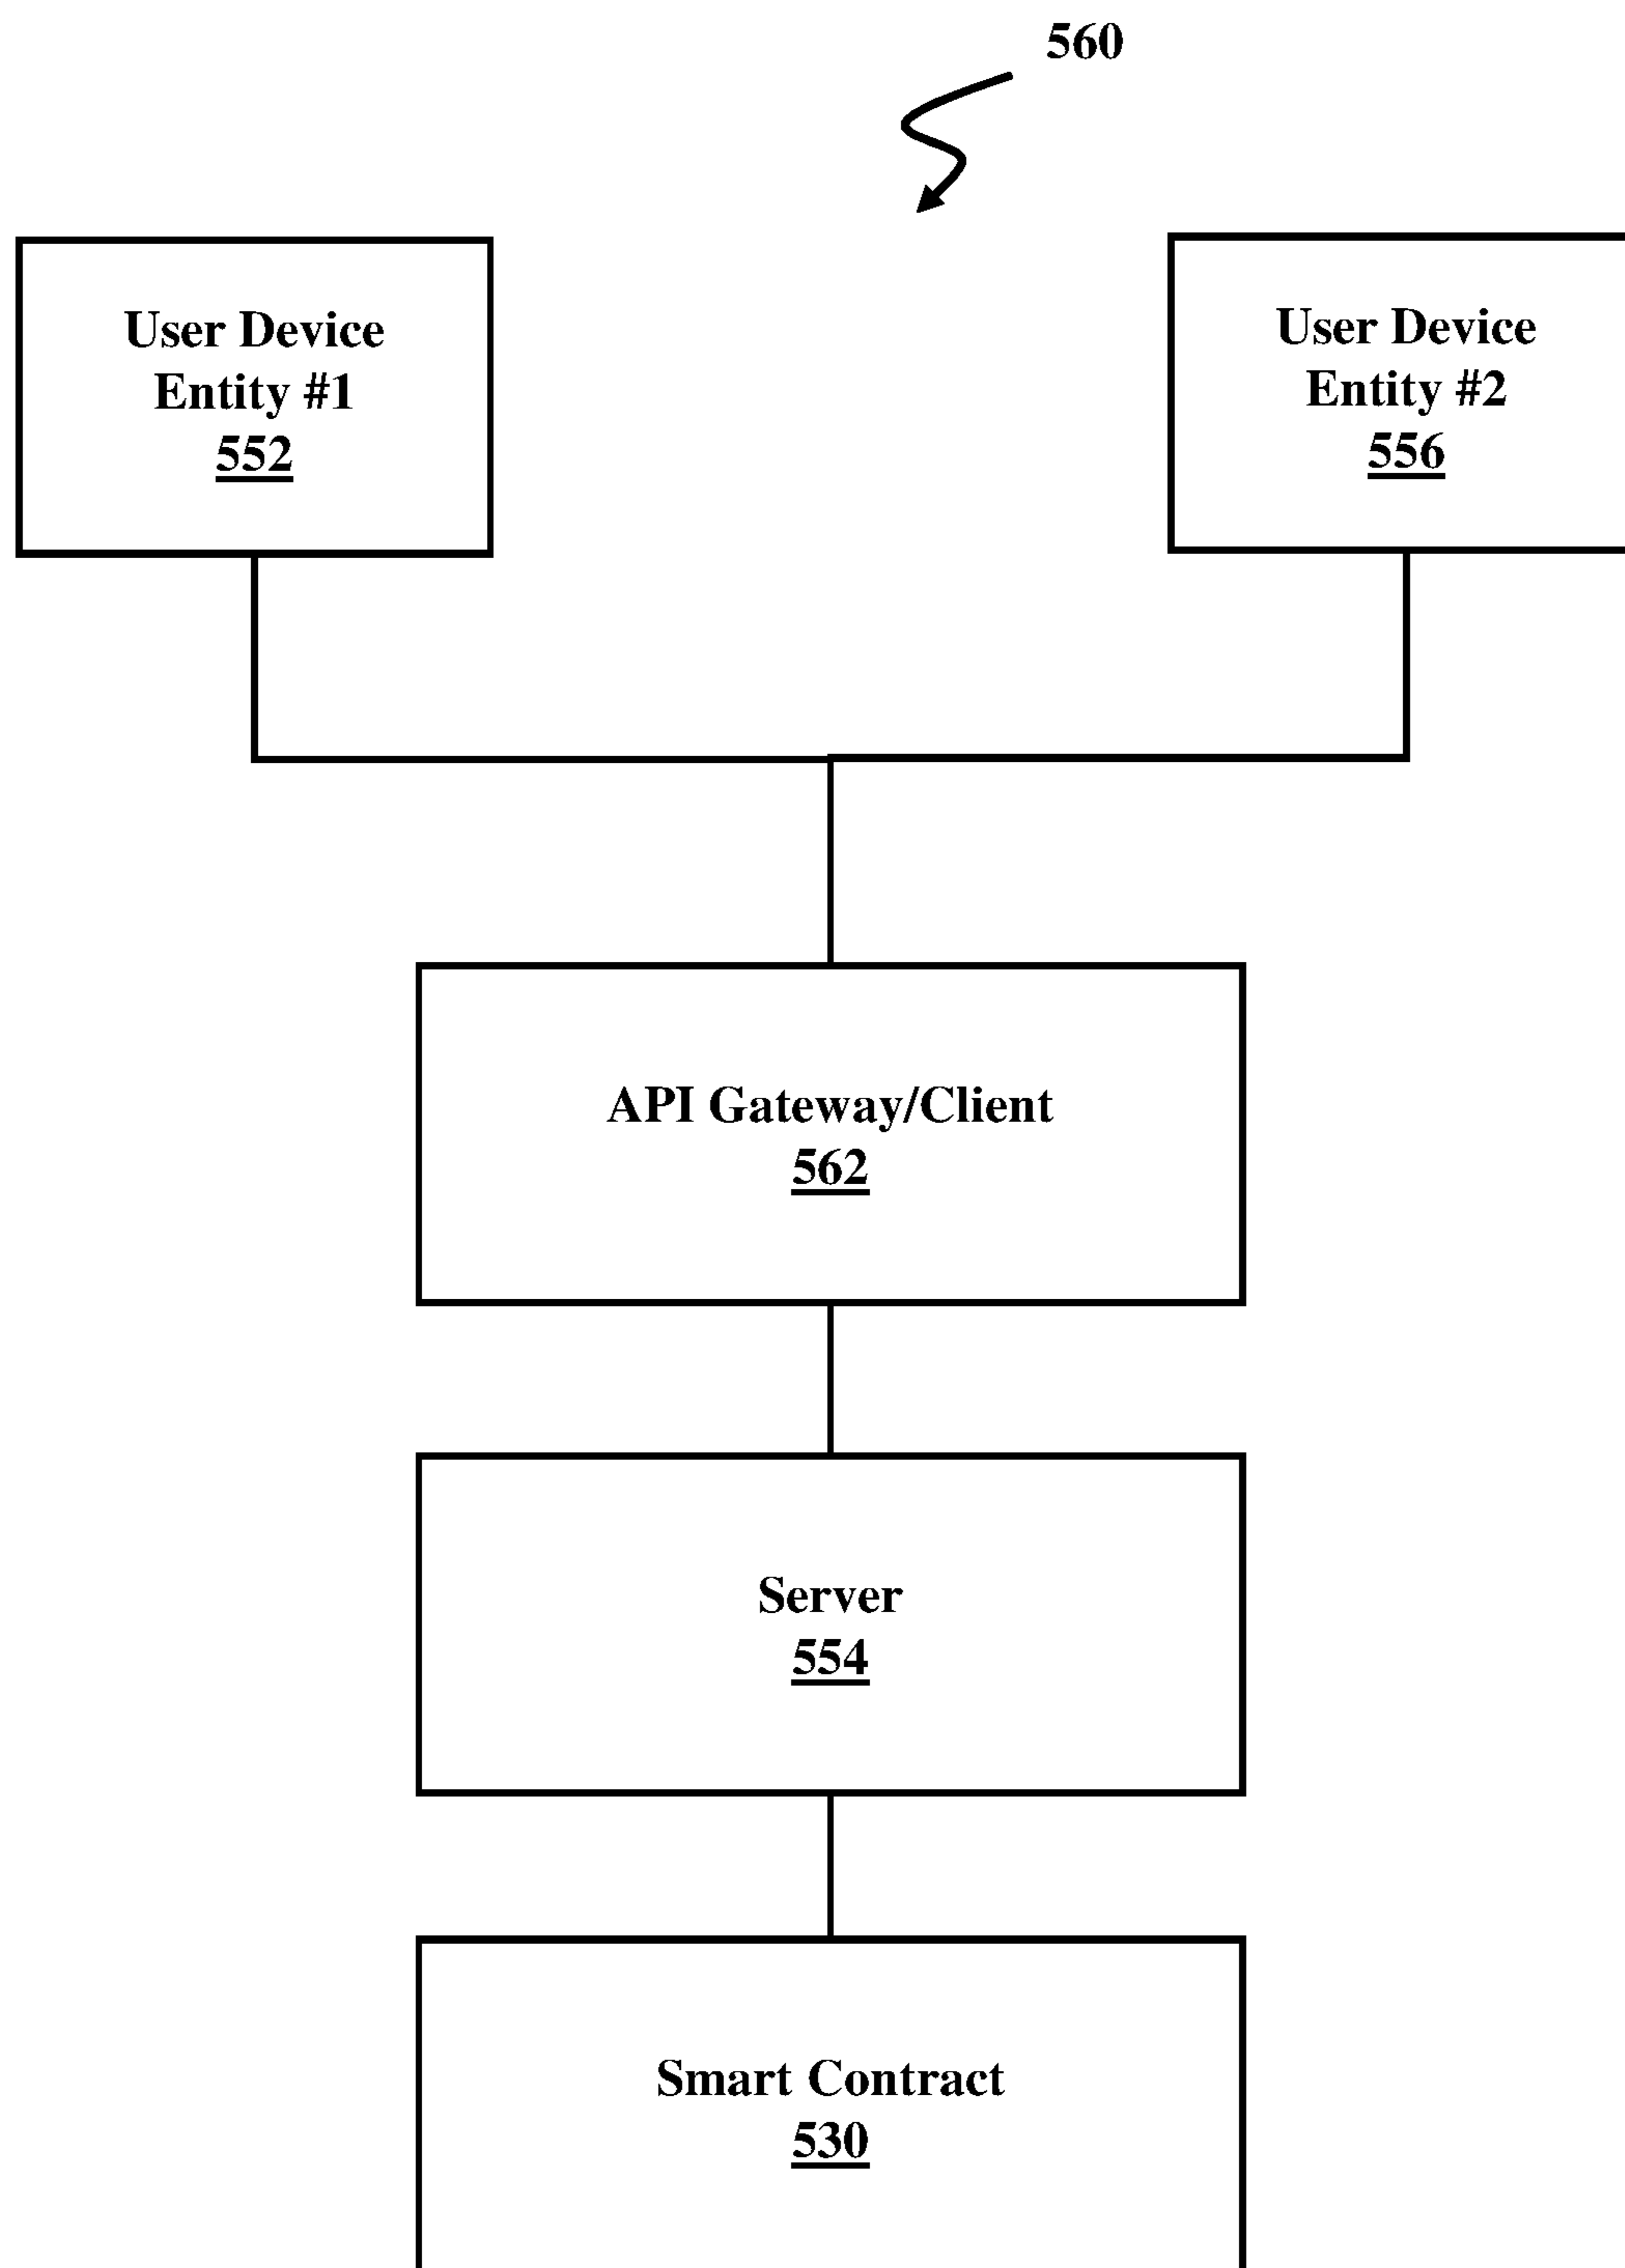 560
User Device
Entity #1
552
User Device
Entity #2
556
API Gateway/Client
562
Server
554
Smart Contract
530